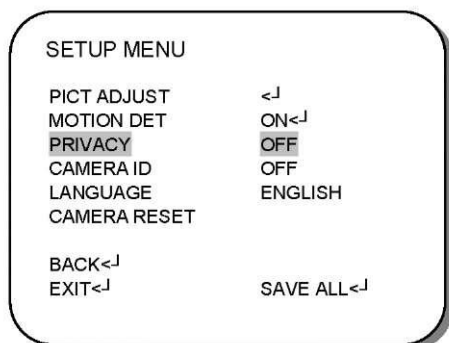 SETUP MENU
PICT ADJUST <┘
MOTION DET ON<┘
PRIVACY OFF
CAMERA ID OFF
LANGUAGE ENGLISH
CAMERA RESET
BACK<┘
EXIT<┘ SAVE ALL<┘